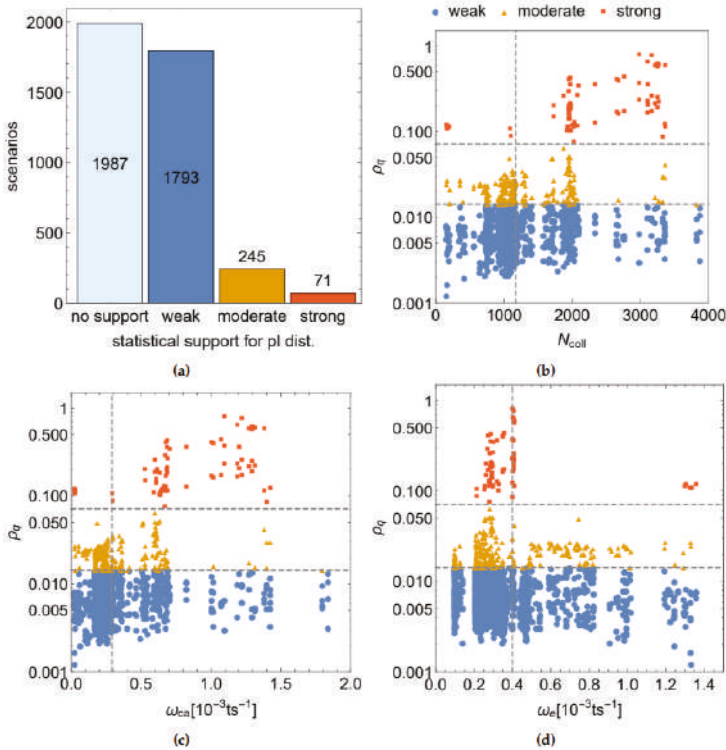 weak moderate strong
2000
1500
1000
500
0
scenarios
1987
1793
245
71
no support weak moderate strong
statistical support for pl dist.
(a)
1
0.500
0.100
0.050
0.010
0.005
0.001
ρq
0 1000 2000 3000 4000
Ncoll
(b)
1
0.500
0.100
0.050
0.010
0.005
0.001
ρq
0.0 0.5 1.0 1.5 2.0
ωca[10⁻³ts⁻¹]
(c)
1
0.500
0.100
0.050
0.010
0.005
0.001
ρq
0.0 0.2 0.4 0.6 0.8 1.0 1.2 1.4
ωe[10⁻³ts⁻¹]
(d)